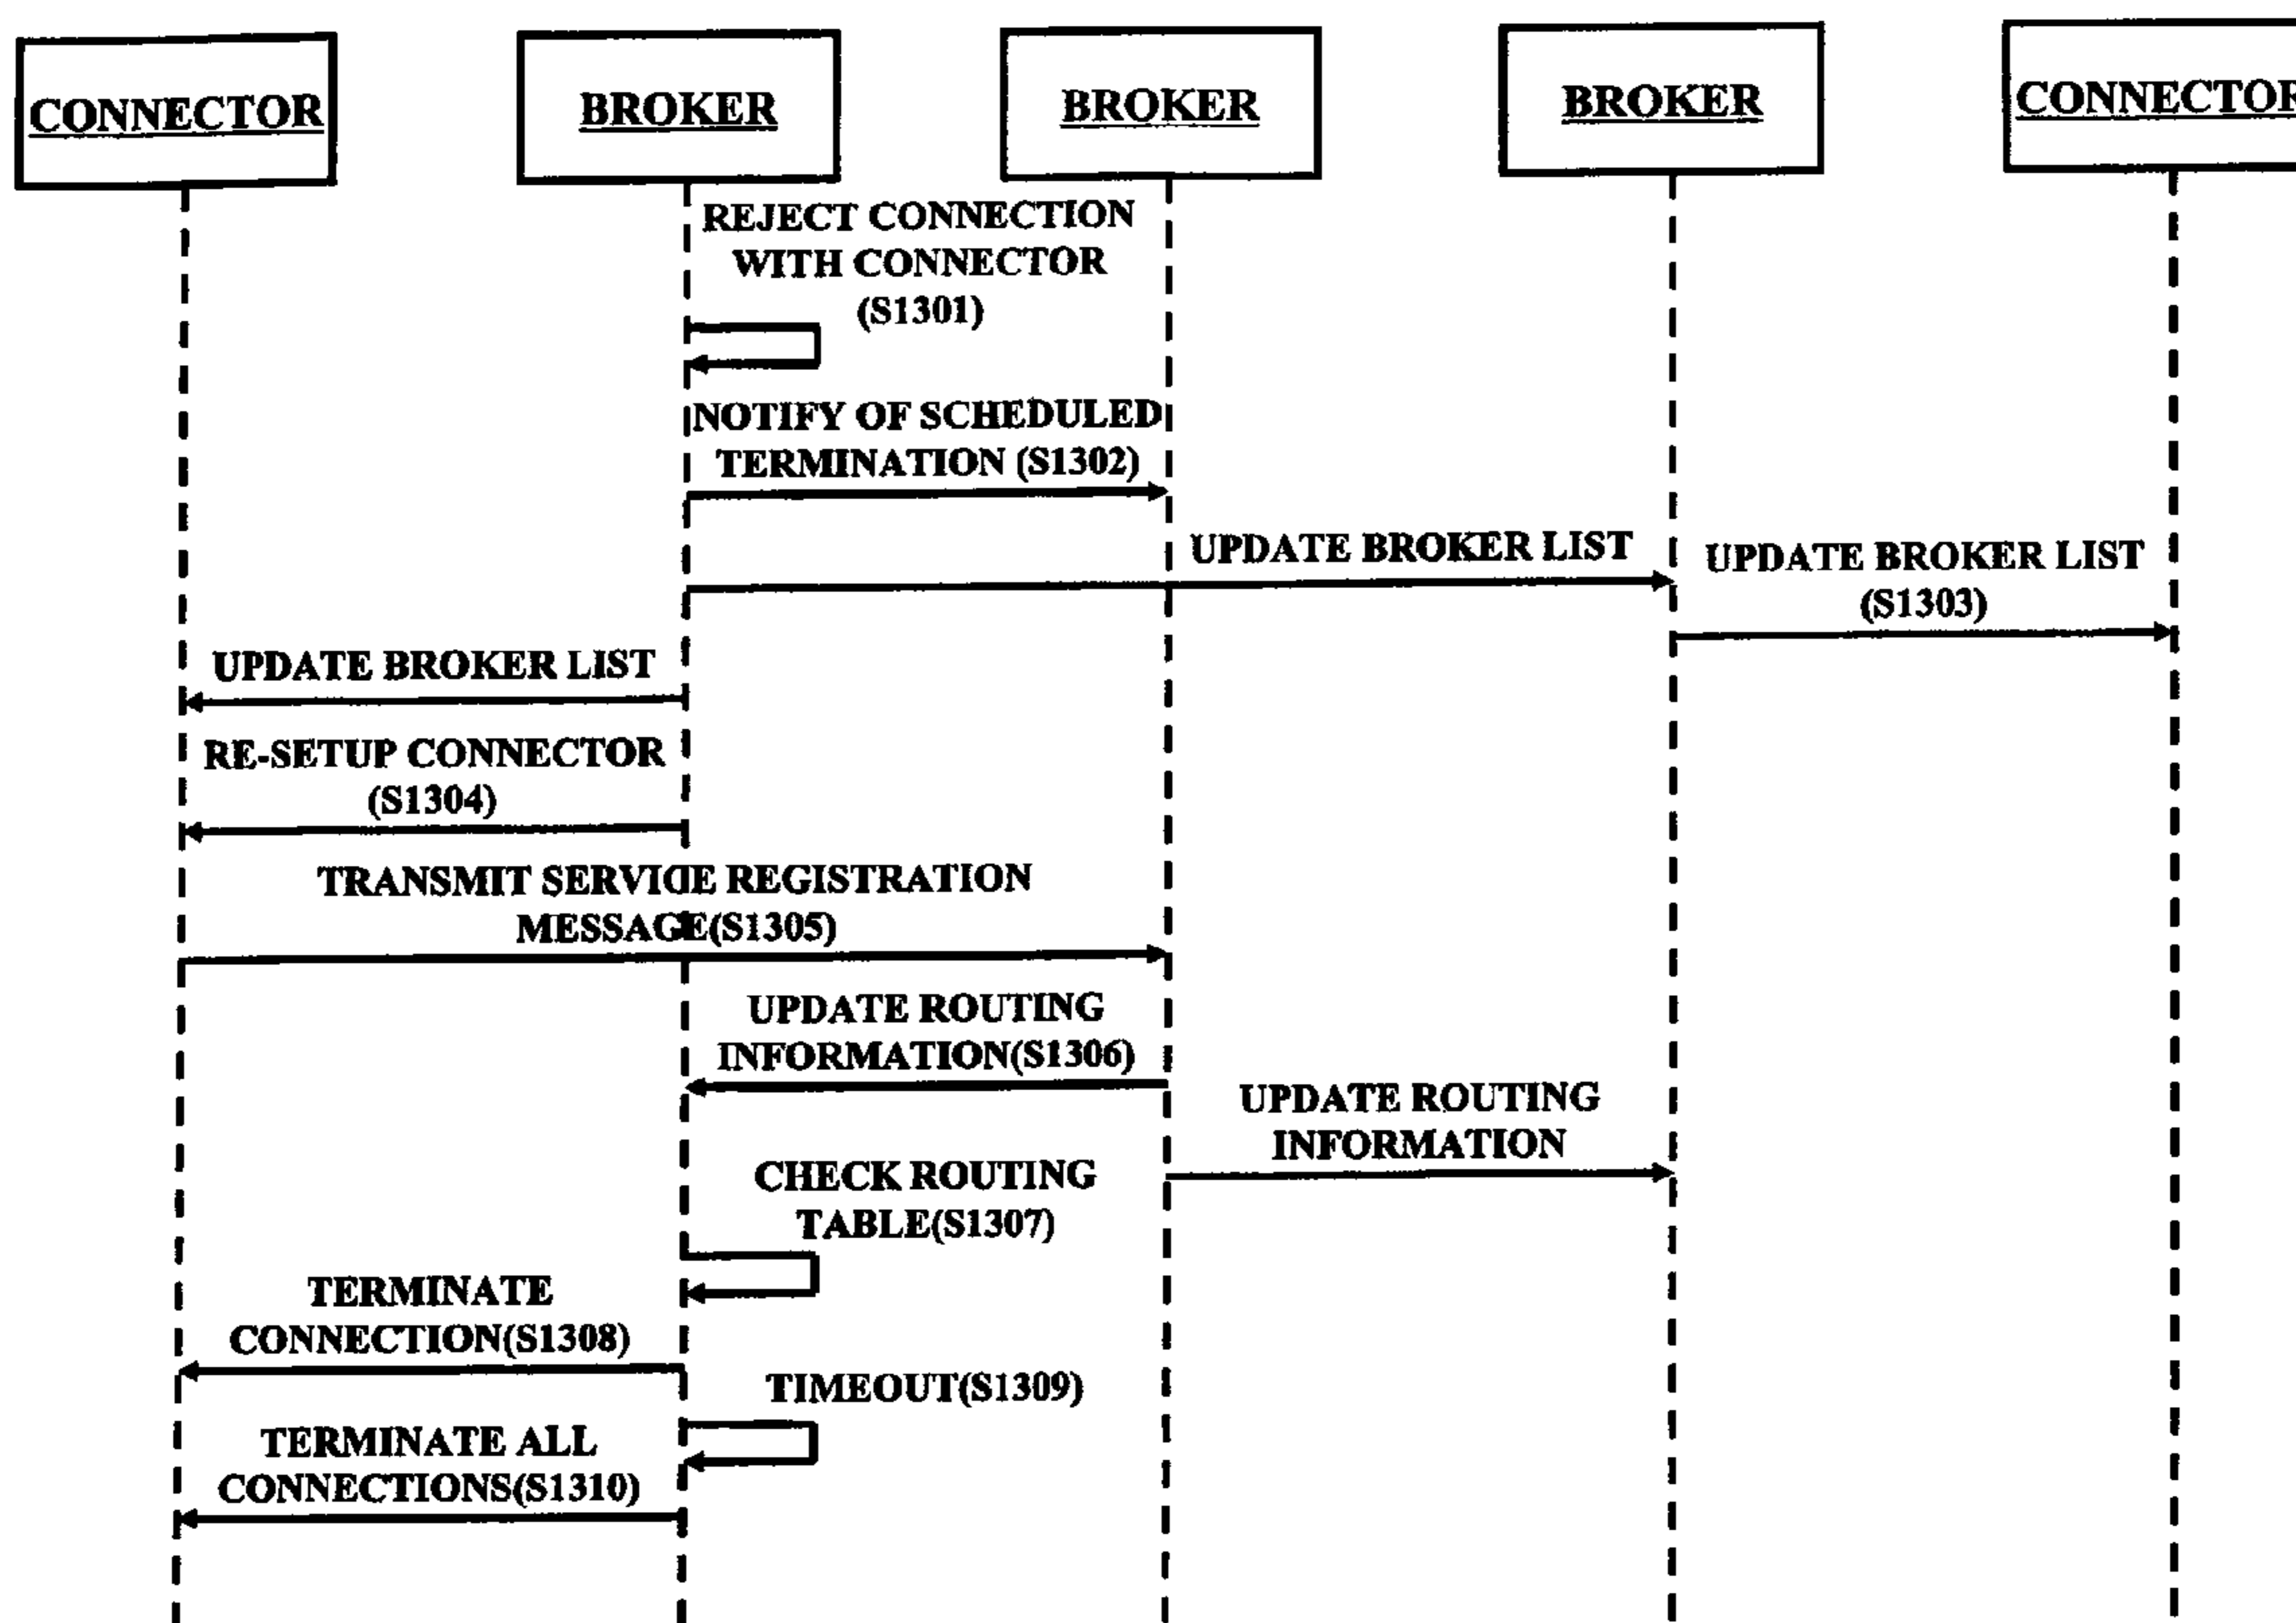 CONNECTOR
BROKER
BROKER
BROKER
CONNECTOR
REJECT CONNECTION
WITH CONNECTOR
(S1301)
NOTIFY OF SCHEDULED
TERMINATION (S1302)
UPDATE BROKER LIST
UPDATE BROKER LIST
(S1303)
UPDATE BROKER LIST
RE-SETUP CONNECTOR
(S1304)
TRANSMIT SERVICE REGISTRATION
MESSAGE(S1305)
UPDATE ROUTING
INFORMATION(S1306)
UPDATE ROUTING
INFORMATION
CHECK ROUTING
TABLE(S1307)
TERMINATE
CONNECTION(S1308)
TIMEOUT(S1309)
TERMINATE ALL
CONNECTIONS(S1310)